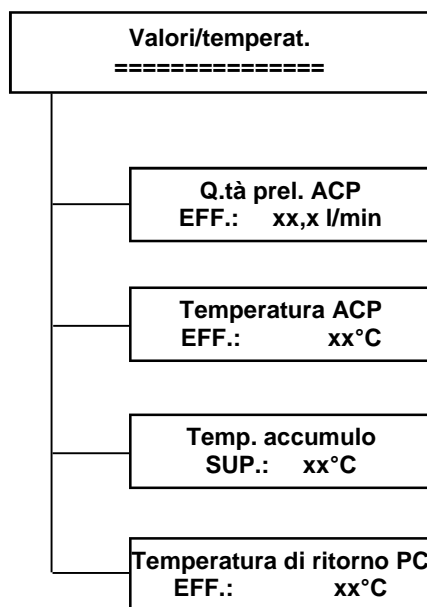 Valori/temperat.
===============
Q.tà prel. ACP
EFF.: xx,x l/min
Temperatura ACP
EFF.: xx°C
Temp. accumulo
SUP.: xx°C
Temperatura di ritorno PC
EFF.: xx°C